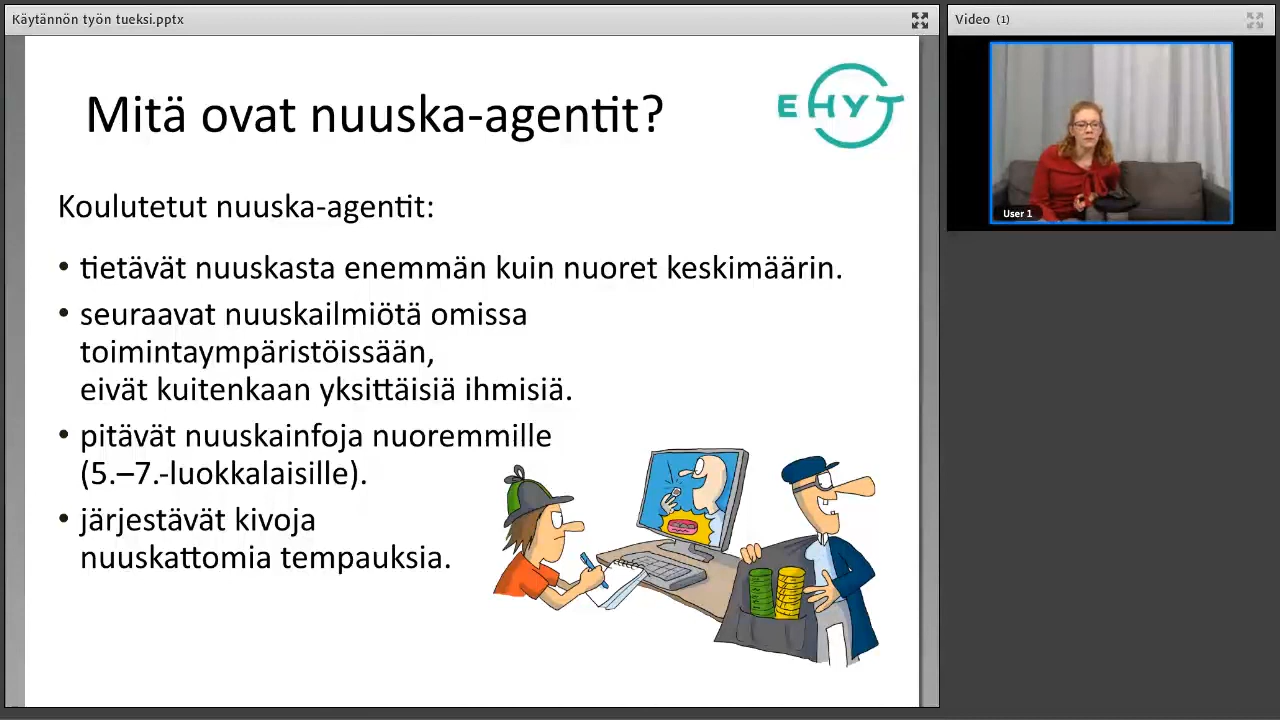 Käytännön työn tueksi.pptx
Video (1)
Mitä ovat nuuska-agentit?
EHYT
Koulutetut nuuska-agentit:
• tietävät nuuskasta enemmän kuin nuoret keskimäärin.
• seuraavat nuuskailmiötä omissa
toimintaympäristöissään,
eivät kuitenkaan yksittäisiä ihmisiä.
• pitävät nuuskainfoja nuoremmille
(5.–7.-luokkalaisille).
• järjestävät kivoja
nuuskattomia tempauksia.
User 1